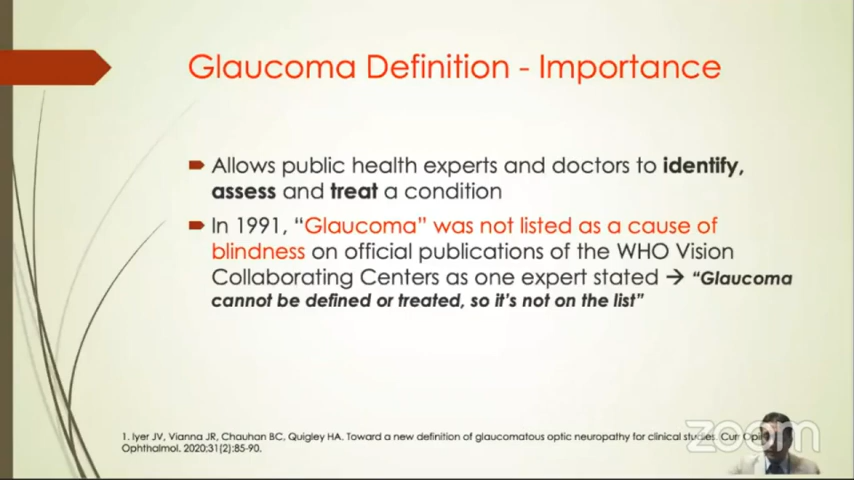 Glaucoma Definition - Importance
Allows public health experts and doctors to identify,
assess and treat a condition
In 1991, “Glaucoma” was not listed as a cause of
blindness on official publications of the WHO Vision
Collaborating Centers as one expert stated → “Glaucoma
cannot be defined or treated, so it’s not on the list”
1. Iyer JV, Vianna JR, Chauhan BC, Quigley HA. Toward a new definition of glaucomatous optic neuropathy for clinical studies. Curr Opin
Ophthalmol. 2020;31(2):85-90.
zoom